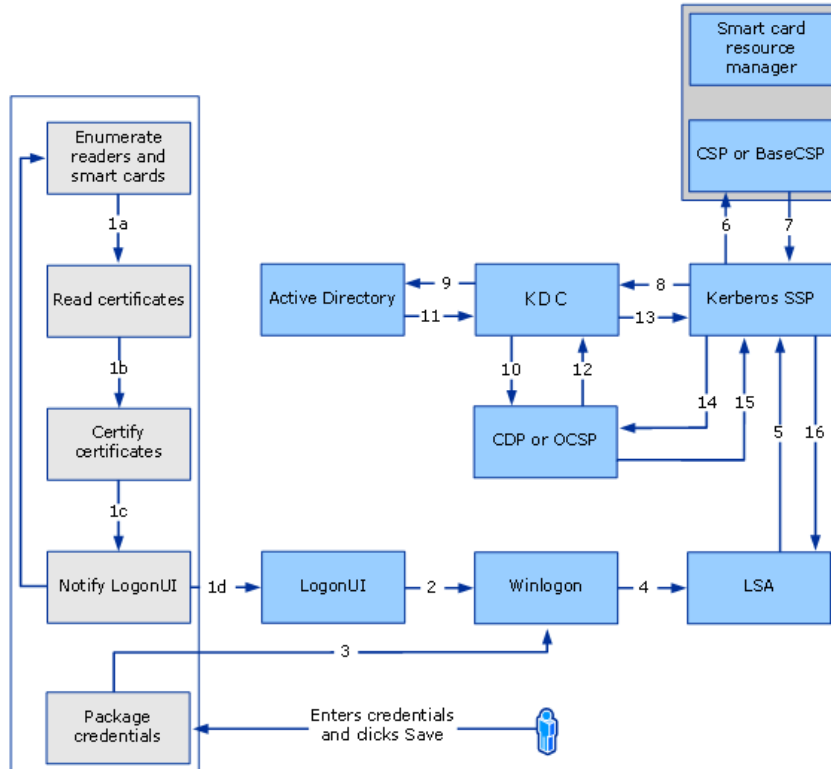 Smart card
resource
manager
Enumerate
readers and
smart cards
CSP or BaseCSP
1a
6
7
Read certificates
Active Directory
9
11
KDC
8
13
Kerberos SSP
1b
10
12
14
15
5
16
Certify
certificates
CDP or OCSP
1c
Notify LogonUI
1d
LogonUI
2
Winlogon
4
LSA
3
Package
credentials
Enters credentials
and clicks Save